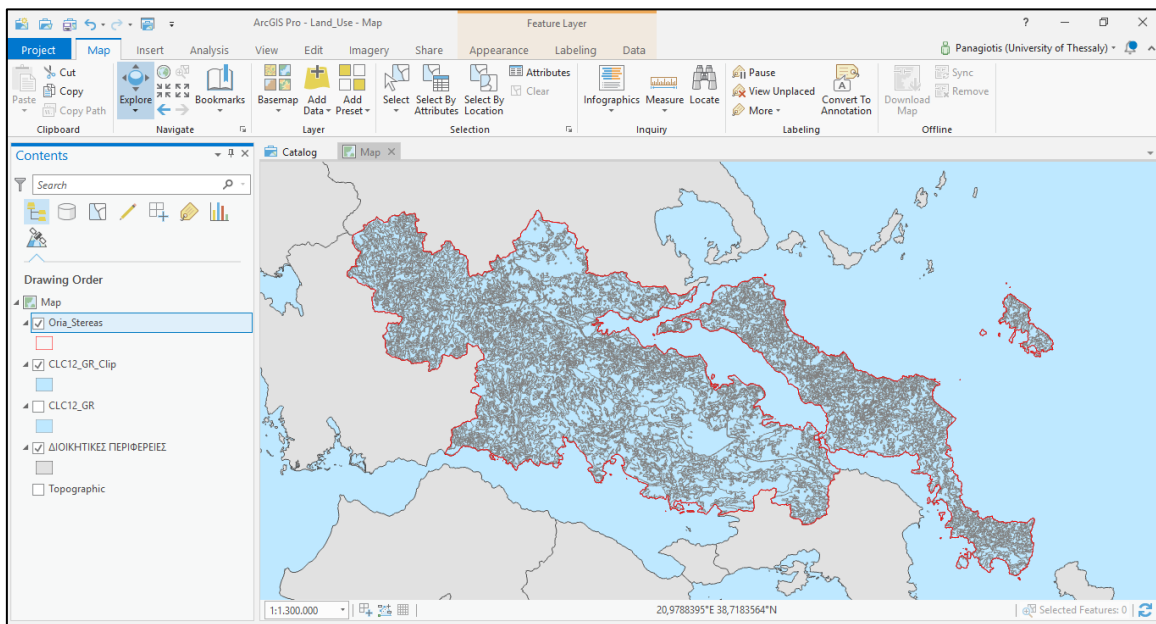 ArcGIS Pro - Land_Use - Map
Feature Layer
?
Project Map Insert Analysis View Edit Imagery Share Appearance Labeling Data
Panagiotis (University of Thessaly)
Paste
Cut
Copy
Copy Path
Clipboard
Explore
Bookmarks
Navigate
Basemap
Add Data
Add Preset
Layer
Select
Select By Attributes
Select By Location
Attributes
Clear
Selection
Infographics
Measure
Locate
Inquiry
Pause
View Unplaced
More
Convert To Annotation
Labeling
Download Map
Sync
Remove
Offline
Contents
Search
Drawing Order
Map
Oria_Stereas
CLC12_GR_Clip
CLC12_GR
ΔΙΟΙΚΗΤΙΚΕΣ ΠΕΡΙΦΕΡΕΙΕΣ
Topographic
Catalog
Map
1:1.300.000
20,9788395°E 38,7183564°N
Selected Features: 0